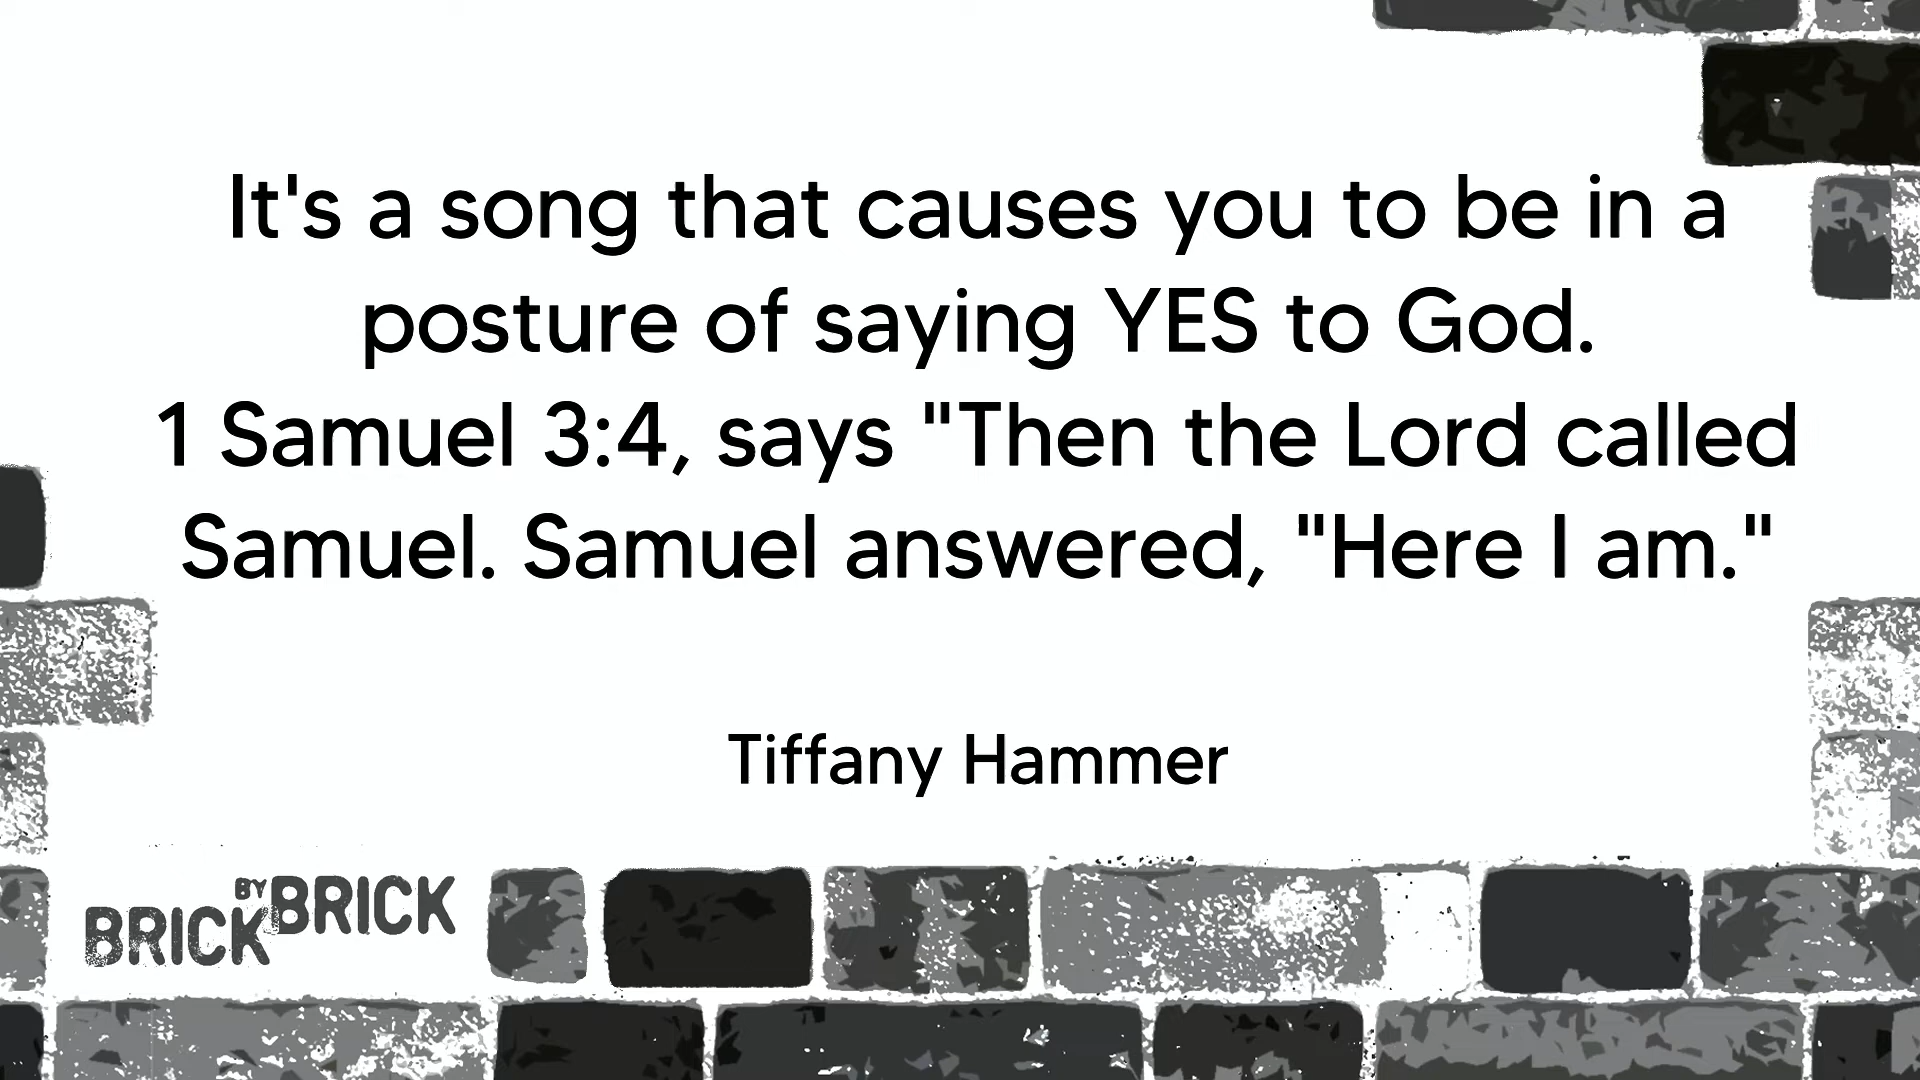 It's a song that causes you to be in a
posture of saying YES to God.
1 Samuel 3:4, says "Then the Lord called
Samuel. Samuel answered, "Here I am."
Tiffany Hammer
BRICK BY BRICK